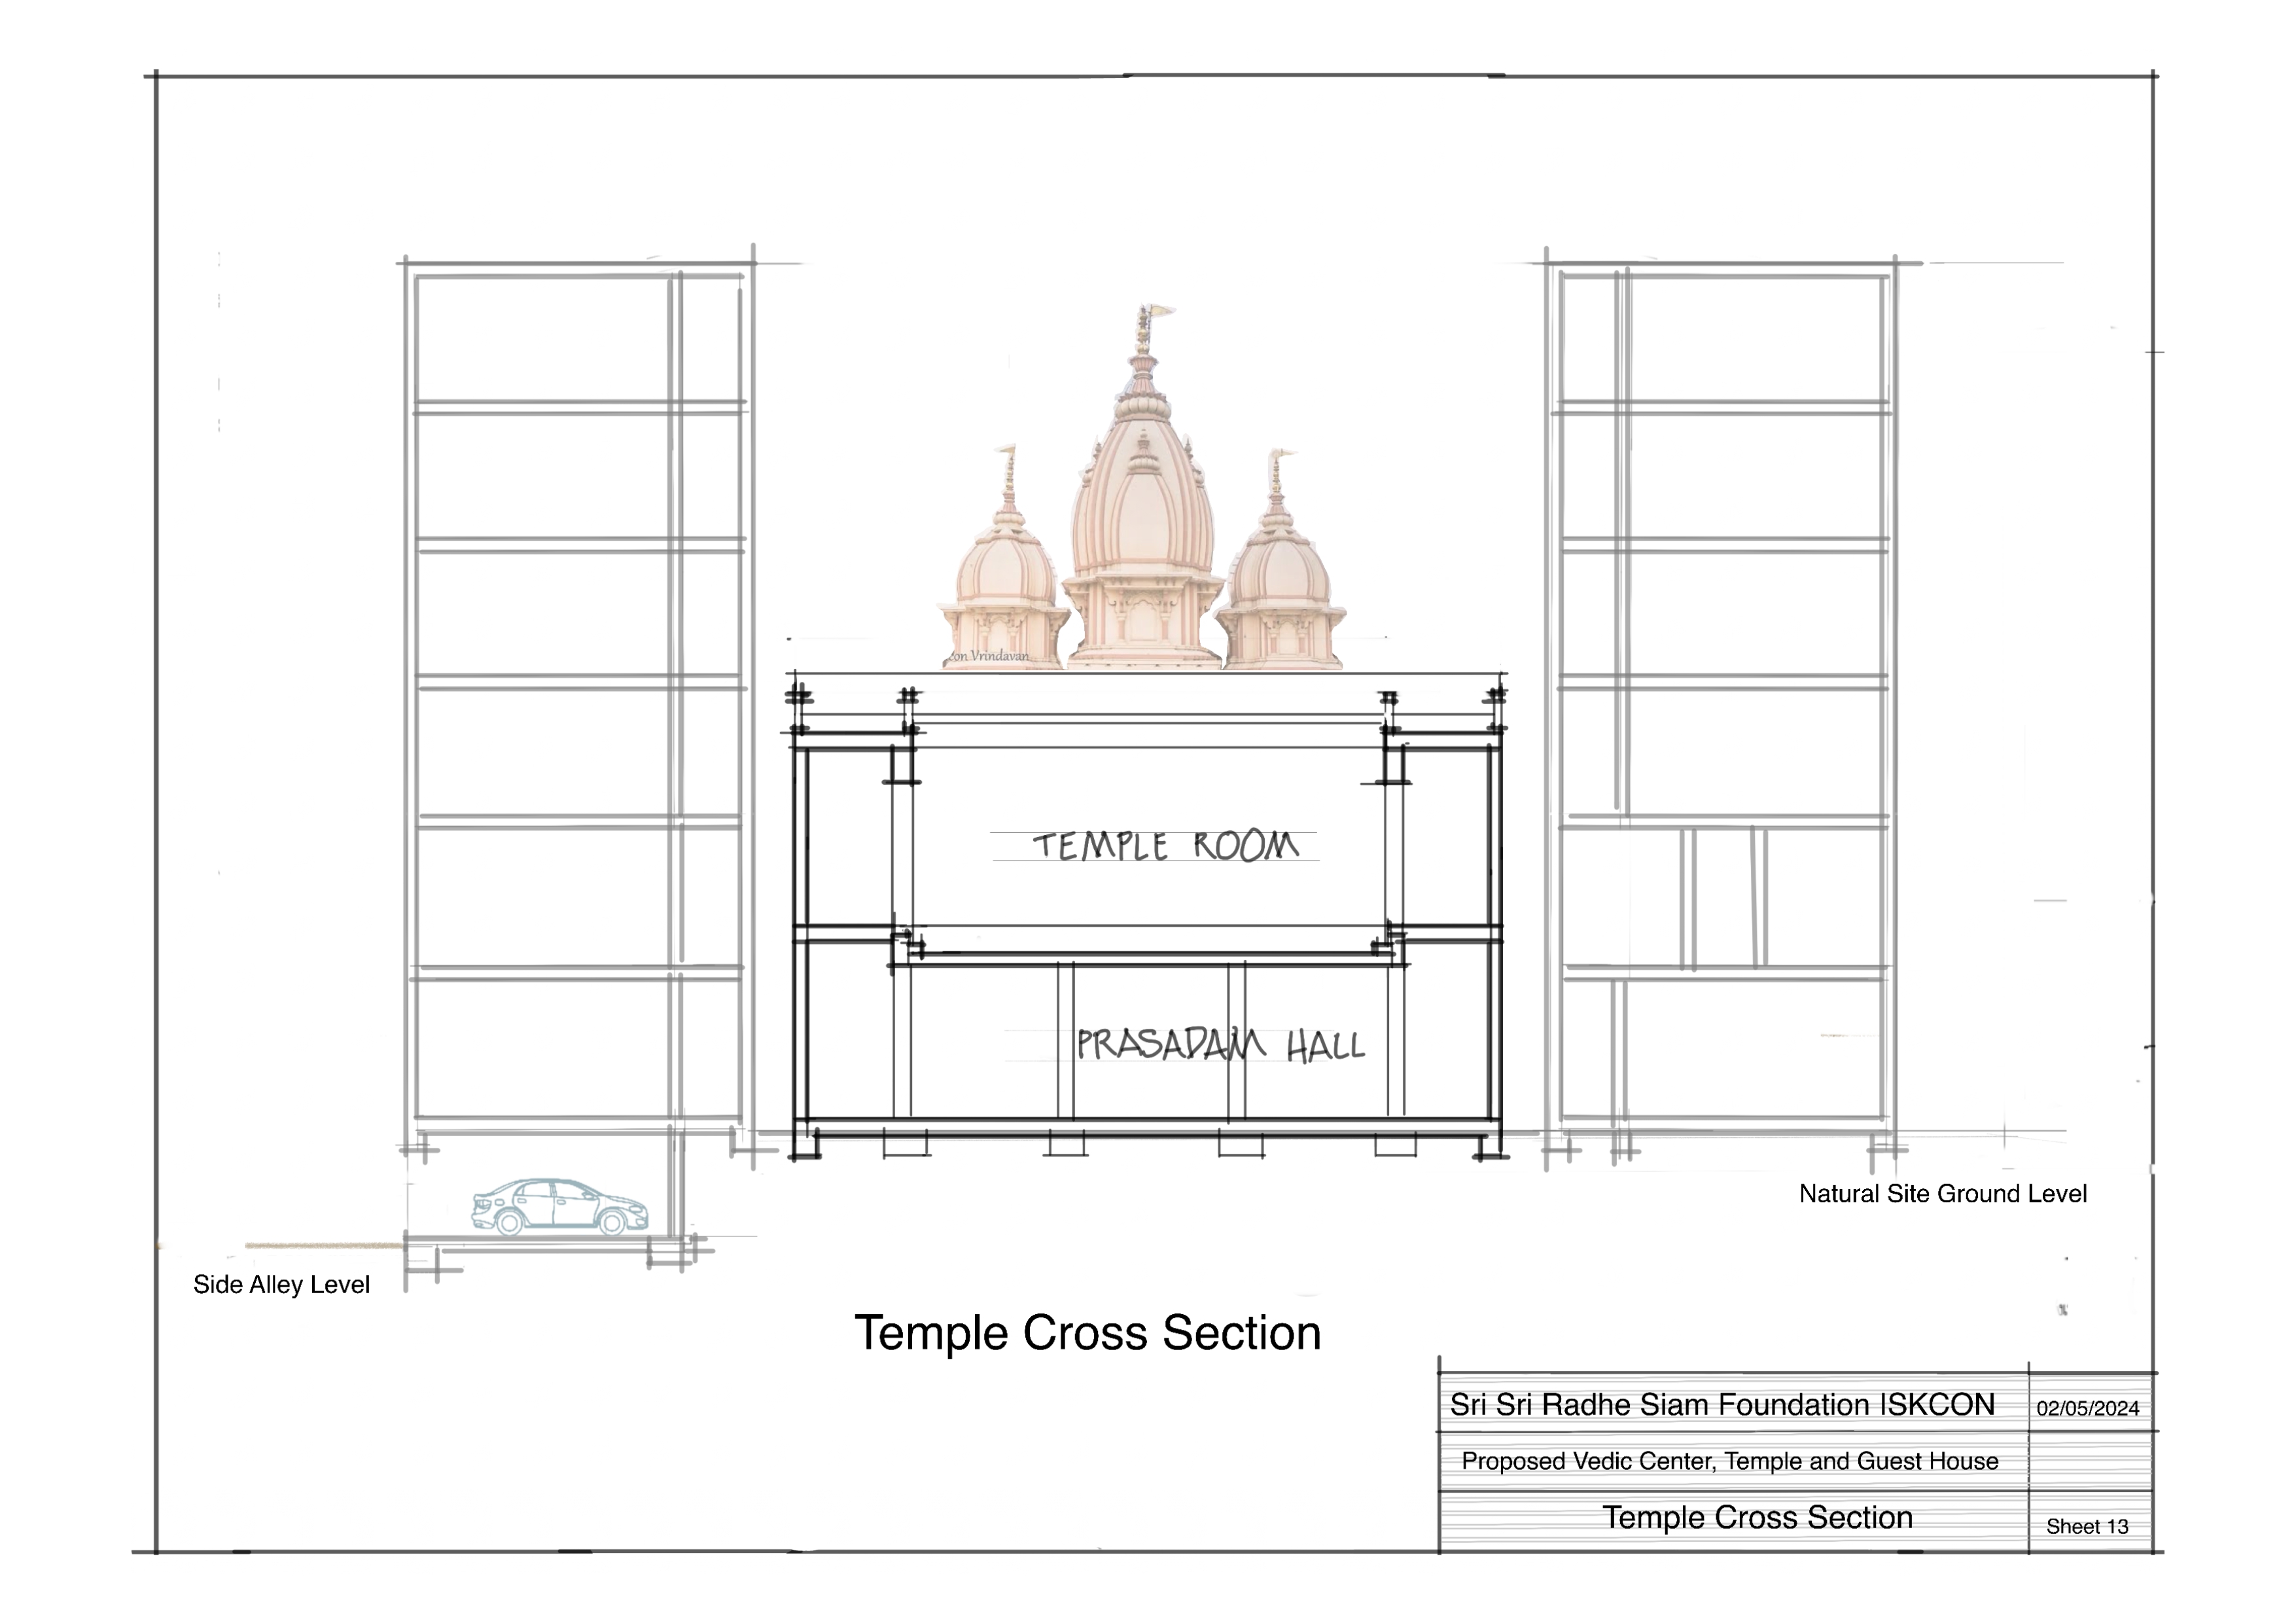 con Vrindavan
TEMPLE ROOM
PRASADAM HALL
Natural Site Ground Level
Side Alley Level
Temple Cross Section
Sri Sri Radhe Siam Foundation ISKCON 02/05/2024
Proposed Vedic Center, Temple and Guest House
Temple Cross Section Sheet 13